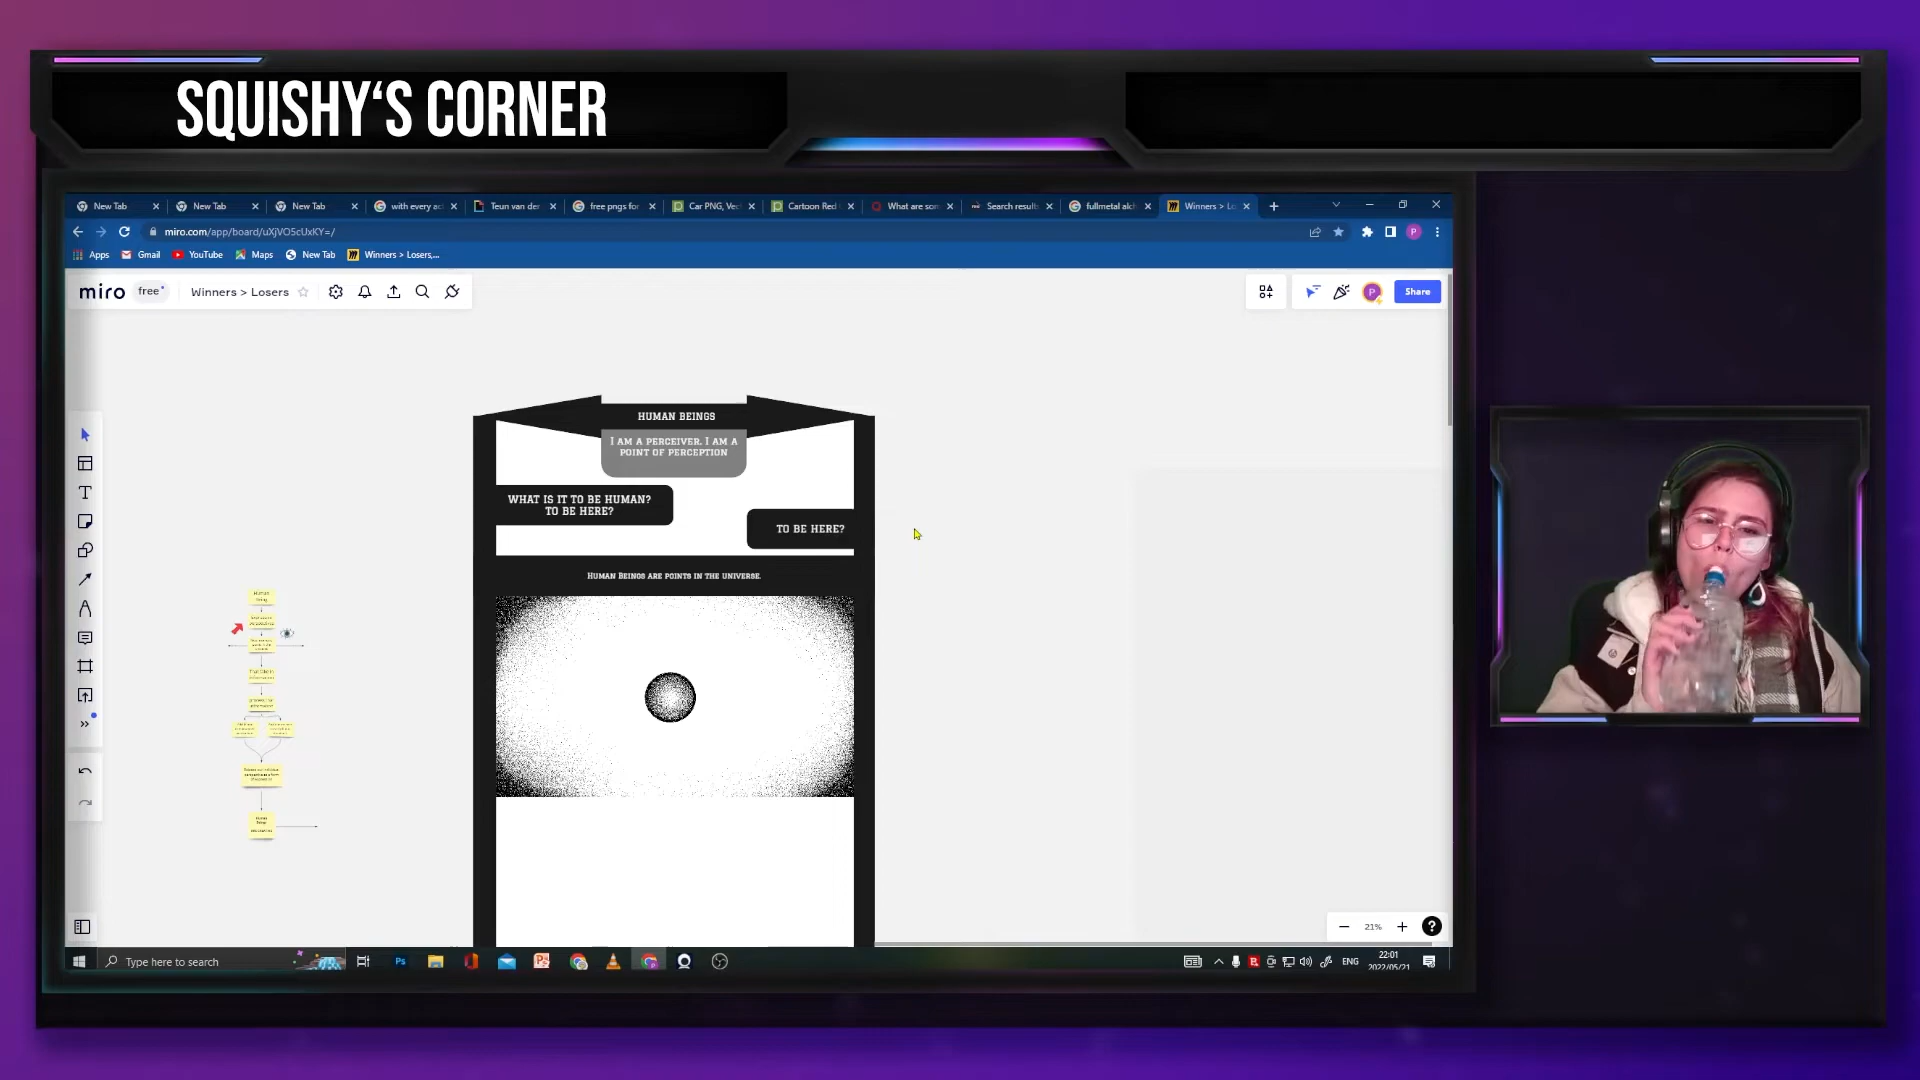 SQUISHY‘S CORNER
New Tab
New Tab
New Tab
with every ac
Teun van der
free pngs for
Car PNG, Vec
Cartoon Red
What are son
Search result
fullmetal alch
Winners > Lo
miro.com/app/board/uXjVO5cUxKY=/
Apps
Gmail
YouTube
Maps
New Tab
Winners > Losers,...
miro
free
Winners > Losers
Share
HUMAN BEINGS
I AM A PERCEIVER. I AM A
POINT OF PERCEPTION
WHAT IS IT TO BE HUMAN?
TO BE HERE?
TO BE HERE?
HUMAN BEINGS ARE POINTS IN THE UNIVERSE.
21%
Type here to search
ENG
22:01
2022/05/21